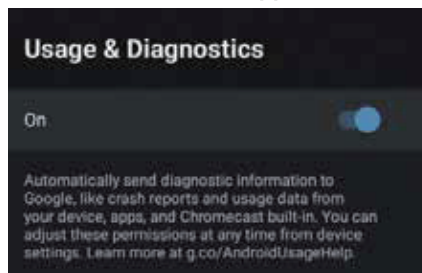 Usage & Diagnostics
On
Automatically send diagnostic information to
Google, like crash reports and usage data from
your device, apps, and Chromecast built-in. You can
adjust these permissions at any time from device
settings. Learn more at g.co/AndroidUsageHelp.